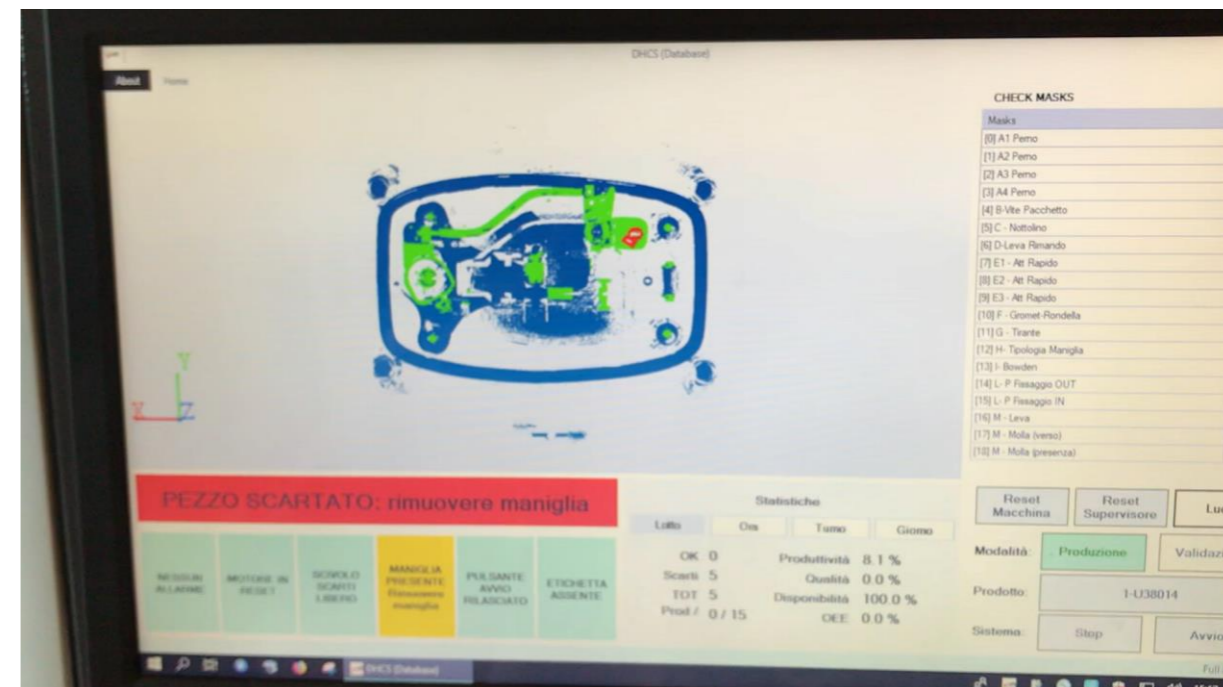 DHCS (Database)
About Home
CHECK MASKS
Masks
[0] A1 Perno
[1] A2 Perno
[2] A3 Perno
[3] A4 Perno
[4] B-Vite Pacchetto
[5] C - Nottolino
[6] D-Leva Rimando
[7] E1 - Att Rapido
[8] E2 - Att Rapido
[9] E3 - Att Rapido
[10] F - Gromet-Rondella
[11] G - Tirante
[12] H- Tipologia Maniglia
[13] I- Bowden
[14] L- P Fissaggio OUT
[15] L- P Fissaggio IN
[16] M - Leva
[17] M - Molla (verso)
[18] M - Molla (presenza)
Y
X Z
PEZZO SCARTATO: rimuovere maniglia
NESSUN
ALLARME
MOTORE IN
RESET
SCIVOLO
SCARTI
LIBERO
MANIGLIA
PRESENTE
Rimuovere
maniglia
PULSANTE
AVVIO
RILASCIATO
ETICHETTA
ASSENTE
Statistiche
Lotto Ora Turno Giorno
OK 0
Scarti 5
TOT 5
Prod / 0 / 15
Produttività 8.1 %
Qualità 0.0 %
Disponibilità 100.0 %
OEE 0.0 %
Reset
Macchina
Reset
Supervisore
Luc
Modalità: Produzione Validaz
Prodotto: 1-U38014
Sistema: Stop Avvio
Full
DHCS (Database)